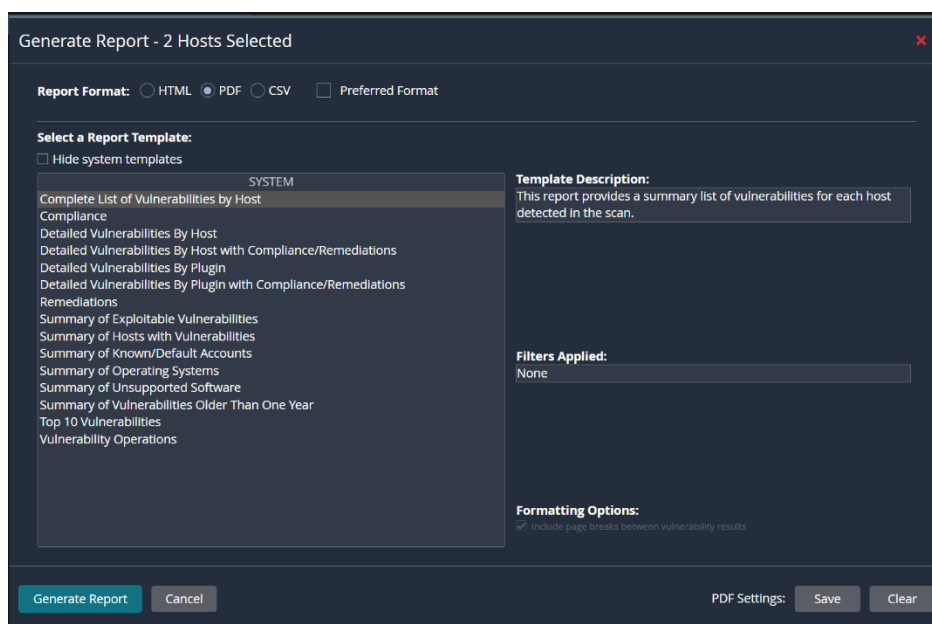 Generate Report - 2 Hosts Selected
Report Format: HTML PDF CSV Preferred Format
Select a Report Template:
Hide system templates
SYSTEM
Complete List of Vulnerabilities by Host
Compliance
Detailed Vulnerabilities By Host
Detailed Vulnerabilities By Host with Compliance/Remediations
Detailed Vulnerabilities By Plugin
Detailed Vulnerabilities By Plugin with Compliance/Remediations
Remediations
Summary of Exploitable Vulnerabilities
Summary of Hosts with Vulnerabilities
Summary of Known/Default Accounts
Summary of Operating Systems
Summary of Unsupported Software
Summary of Vulnerabilities Older Than One Year
Top 10 Vulnerabilities
Vulnerability Operations
Template Description:
This report provides a summary list of vulnerabilities for each host
detected in the scan.
Filters Applied:
None
Formatting Options:
Include page breaks between vulnerability results
Generate Report Cancel PDF Settings: Save Clear